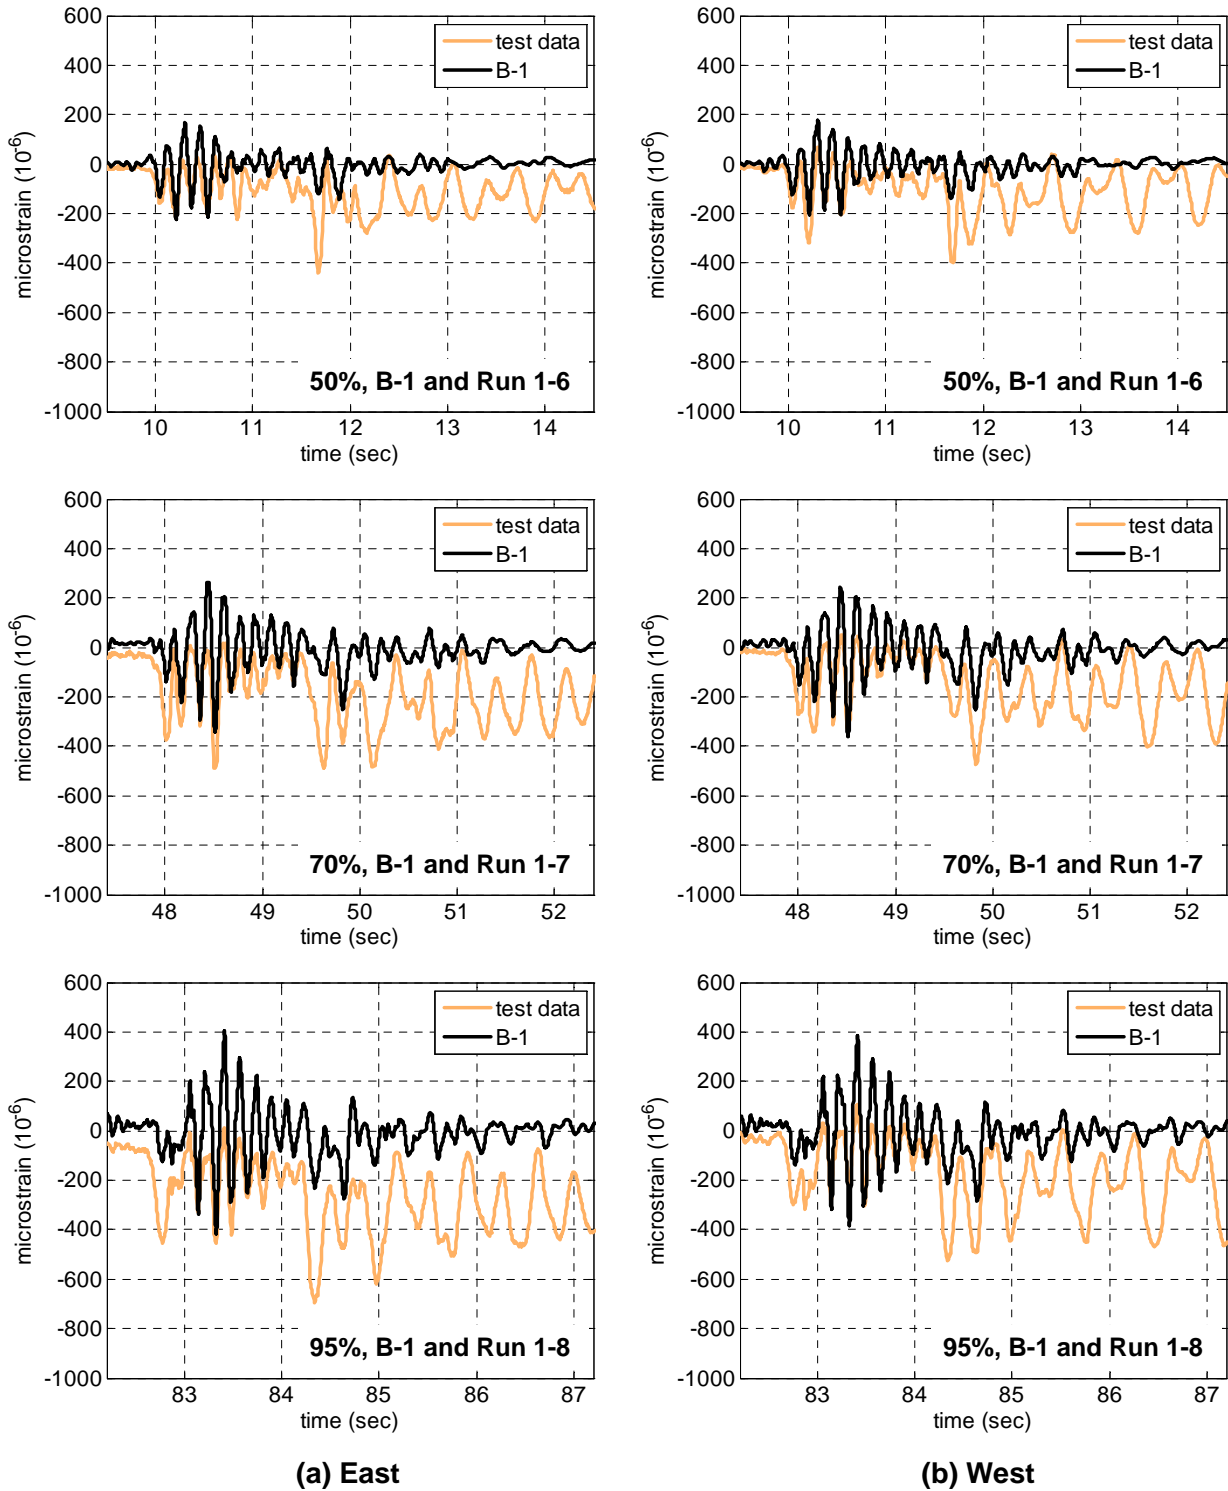 600
400
200
0
-200
-400
-600
-800
-1000
microstrain (10⁻⁶)
test data
B-1
50%, B-1 and Run 1-6
10 11 12 13 14
time (sec)
600
400
200
0
-200
-400
-600
-800
-1000
microstrain (10⁻⁶)
test data
B-1
50%, B-1 and Run 1-6
10 11 12 13 14
time (sec)
600
400
200
0
-200
-400
-600
-800
-1000
microstrain (10⁻⁶)
test data
B-1
70%, B-1 and Run 1-7
48 49 50 51 52
time (sec)
600
400
200
0
-200
-400
-600
-800
-1000
microstrain (10⁻⁶)
test data
B-1
70%, B-1 and Run 1-7
48 49 50 51 52
time (sec)
600
400
200
0
-200
-400
-600
-800
-1000
microstrain (10⁻⁶)
test data
B-1
95%, B-1 and Run 1-8
83 84 85 86 87
time (sec)
600
400
200
0
-200
-400
-600
-800
-1000
microstrain (10⁻⁶)
test data
B-1
95%, B-1 and Run 1-8
83 84 85 86 87
time (sec)
(a) East
(b) West